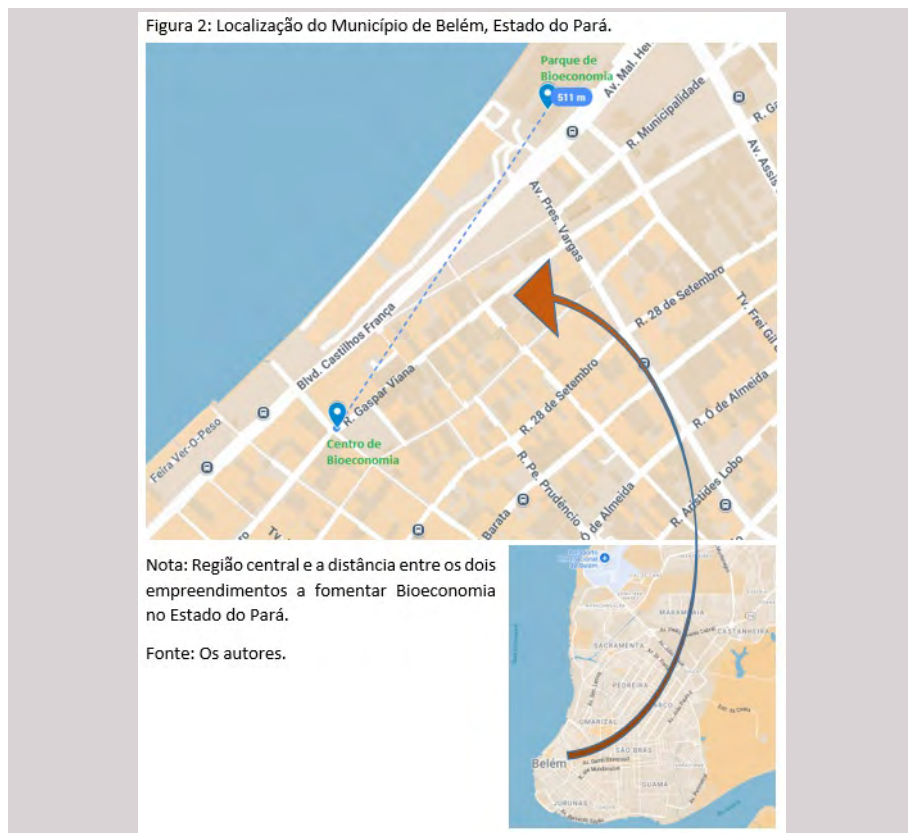 Figura 2: Localização do Município de Belém, Estado do Pará.
Parque de
Bioeconomia
511 m
Av. Mal. He
R. Municipalidade
R. G
Av. Assis
Av. Pres. Vargas
R. 28 de Setembro
Tv. Frei Gil
Blvd. Castilhos França
R. Gaspar Viana
R. 28 de Setembro
R. Ó de Almeida
Feira Ver-O-Peso
Centro de
Bioeconomia
R. Pe. Prudêncio
R. Aristides Lobo
Ó de Almeida
Barata
Tv.
Nota: Região central e a distância entre os dois
empreendimentos a fomentar Bioeconomia
no Estado do Pará.
Fonte: Os autores.
MARAMBAIA
CASTANHEIRA
SACRAMENTA
PEDREIRA
UMARIZAL
SÃO BRÁS
Belém
GUAMÁ
JURUNAS